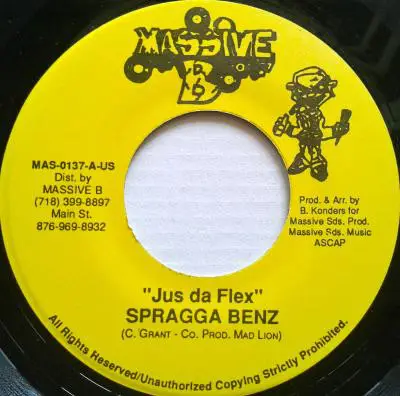 MASSIVE
B
MAS-0137-A-US
Dist. by
MASSIVE B
(718) 399-8897
Main St.
876-969-8932
Prod. & Arr. by
B. Konders for
Massive Sds. Prod.
Massive Sds. Music
ASCAP
"Jus da Flex"
SPRAGGA BENZ
(C. GRANT - CO. PROD. MAD LION)
All Rights Reserved/Unauthorized Copying Strictly Prohibited.